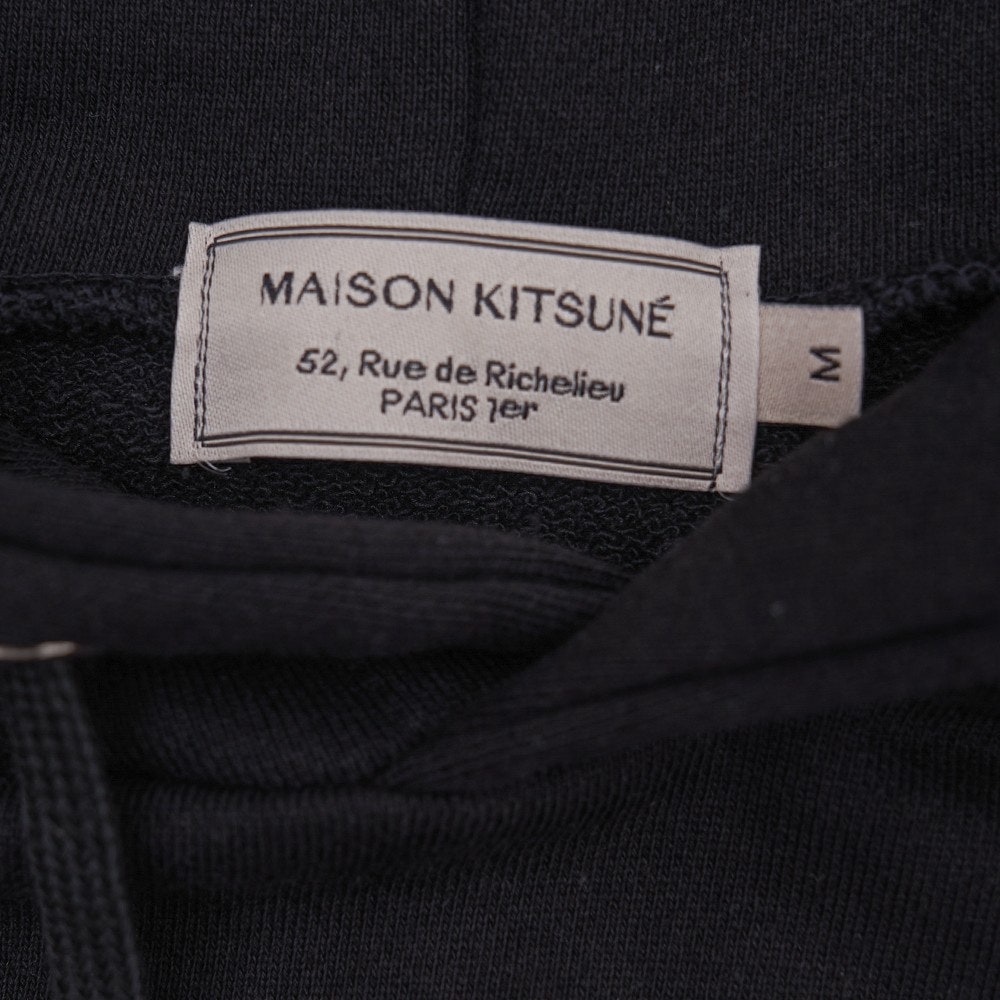 MAISON KITSUNÉ
52, Rue de Richelieu
PARIS 1er
M